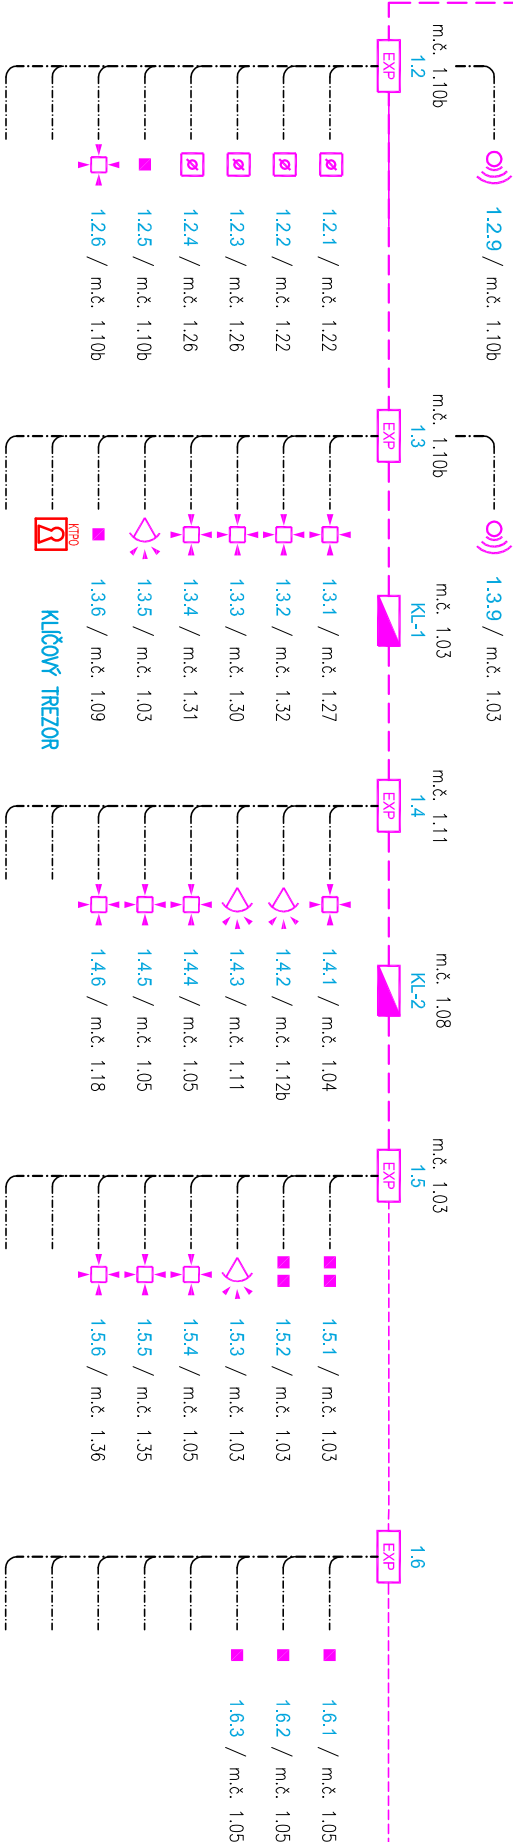 1.2.9 / m.č. 1.10b
m.č. 1.10b
1.2
EXP
1.2.1 / m.č. 1.22
1.2.2 / m.č. 1.22
1.2.3 / m.č. 1.26
1.2.4 / m.č. 1.26
1.2.5 / m.č. 1.10b
1.2.6 / m.č. 1.10b
1.3.9 / m.č. 1.03
m.č. 1.10b
1.3
EXP
1.3.1 / m.č. 1.27
1.3.2 / m.č. 1.32
1.3.3 / m.č. 1.30
1.3.4 / m.č. 1.31
1.3.5 / m.č. 1.03
1.3.6 / m.č. 1.09
KTPO
KLÍČOVÝ TREZOR
m.č. 1.03
KL-1
m.č. 1.11
1.4
EXP
1.4.1 / m.č. 1.04
1.4.2 / m.č. 1.12b
1.4.3 / m.č. 1.11
1.4.4 / m.č. 1.05
1.4.5 / m.č. 1.05
1.4.6 / m.č. 1.18
m.č. 1.08
KL-2
m.č. 1.03
1.5
EXP
1.5.1 / m.č. 1.03
1.5.2 / m.č. 1.03
1.5.3 / m.č. 1.03
1.5.4 / m.č. 1.05
1.5.5 / m.č. 1.35
1.5.6 / m.č. 1.36
1.6
EXP
1.6.1 / m.č. 1.05
1.6.2 / m.č. 1.05
1.6.3 / m.č. 1.05